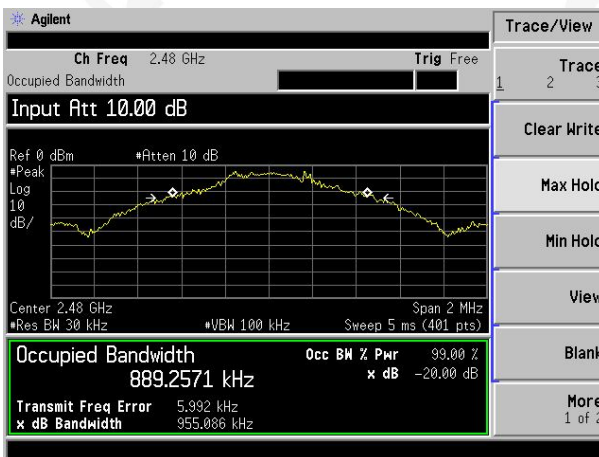 Agilent
Trace/View
Ch Freq 2.48 GHz Trig Free
Occupied Bandwidth
Trace
1 2
Input Att 10.00 dB
Clear Write
Ref 0 dBm #Atten 10 dB
#Peak
Log
10
dB/
Max Hold
Min Hold
View
Center 2.48 GHz Span 2 MHz
#Res BW 30 kHz #VBW 100 kHz Sweep 5 ms (401 pts)
Occupied Bandwidth Occ BW % Pwr 99.00 %
889.2571 kHz x dB -20.00 dB
Blank
Transmit Freq Error 5.992 kHz
x dB Bandwidth 955.086 kHz
More
1 of 2